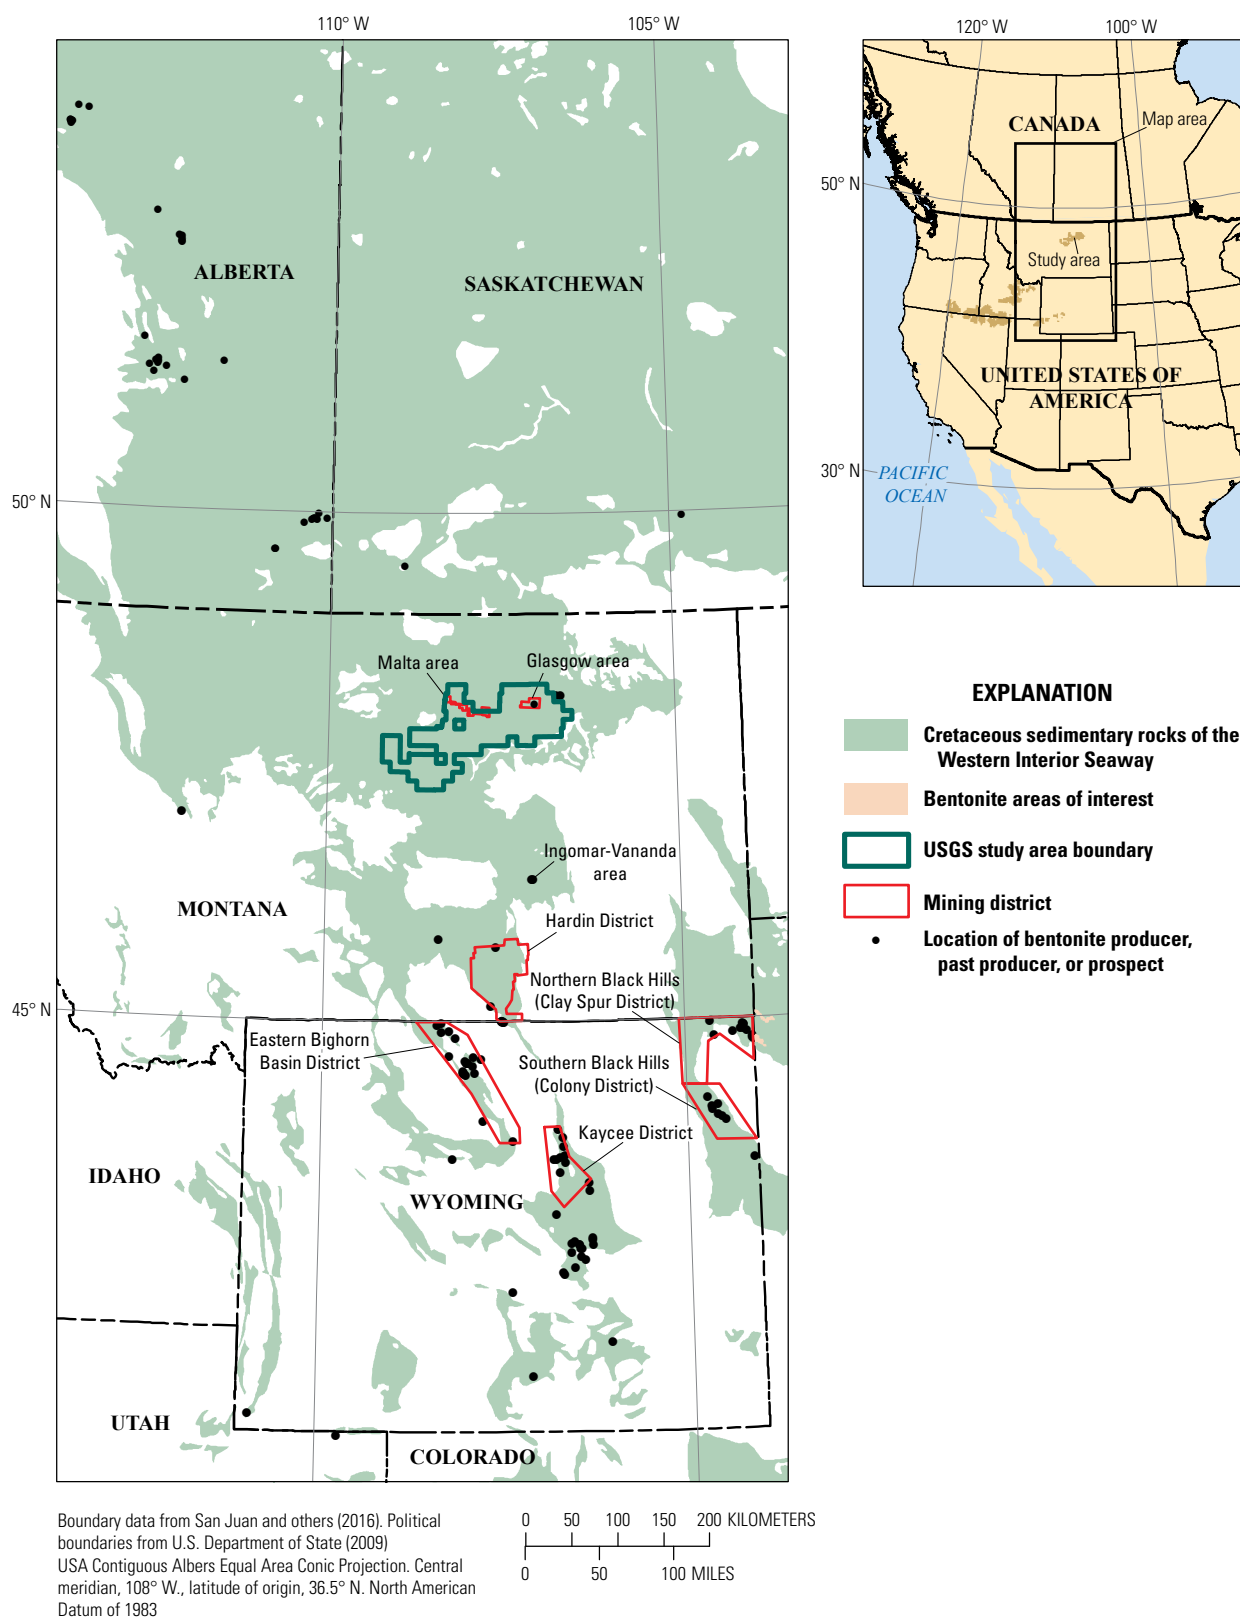 110° W
105° W
120° W
100° W
CANADA
Map area
50° N
Study area
UNITED STATES OF
AMERICA
30° N
PACIFIC
OCEAN
ALBERTA
SASKATCHEWAN
50° N
Malta area
Glasgow area
Ingomar-Vananda
area
MONTANA
Hardin District
Northern Black Hills
(Clay Spur District)
45° N
Eastern Bighorn
Basin District
Southern Black Hills
(Colony District)
Kaycee District
IDAHO
WYOMING
UTAH
COLORADO
EXPLANATION
Cretaceous sedimentary rocks of the
Western Interior Seaway
Bentonite areas of interest
USGS study area boundary
Mining district
Location of bentonite producer,
past producer, or prospect
Boundary data from San Juan and others (2016). Political
boundaries from U.S. Department of State (2009)
USA Contiguous Albers Equal Area Conic Projection. Central
meridian, 108° W., latitude of origin, 36.5° N. North American
Datum of 1983
0 50 100 150 200 KILOMETERS
0 50 100 MILES